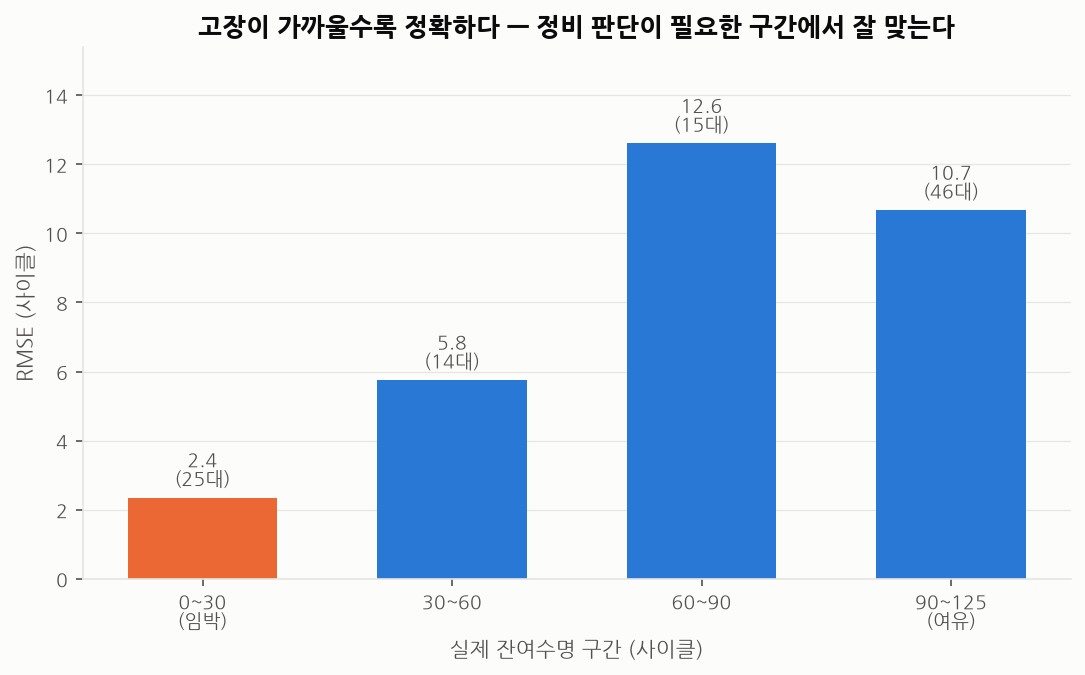 고장이 가까울수록 정확하다 — 정비 판단이 필요한 구간에서 잘 맞는다
RMSE (사이클)
14
12
10
8
6
4
2
0
2.4
(25대)
5.8
(14대)
12.6
(15대)
10.7
(46대)
0~30
(임박)
30~60
60~90
90~125
(여유)
실제 잔여수명 구간 (사이클)